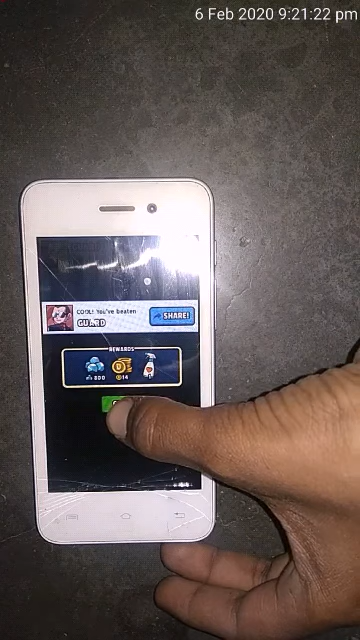 6 Feb 2020 9:21:22 pm
COOL! You've beaten
GUARD
SHARE!
REWARDS
800
14